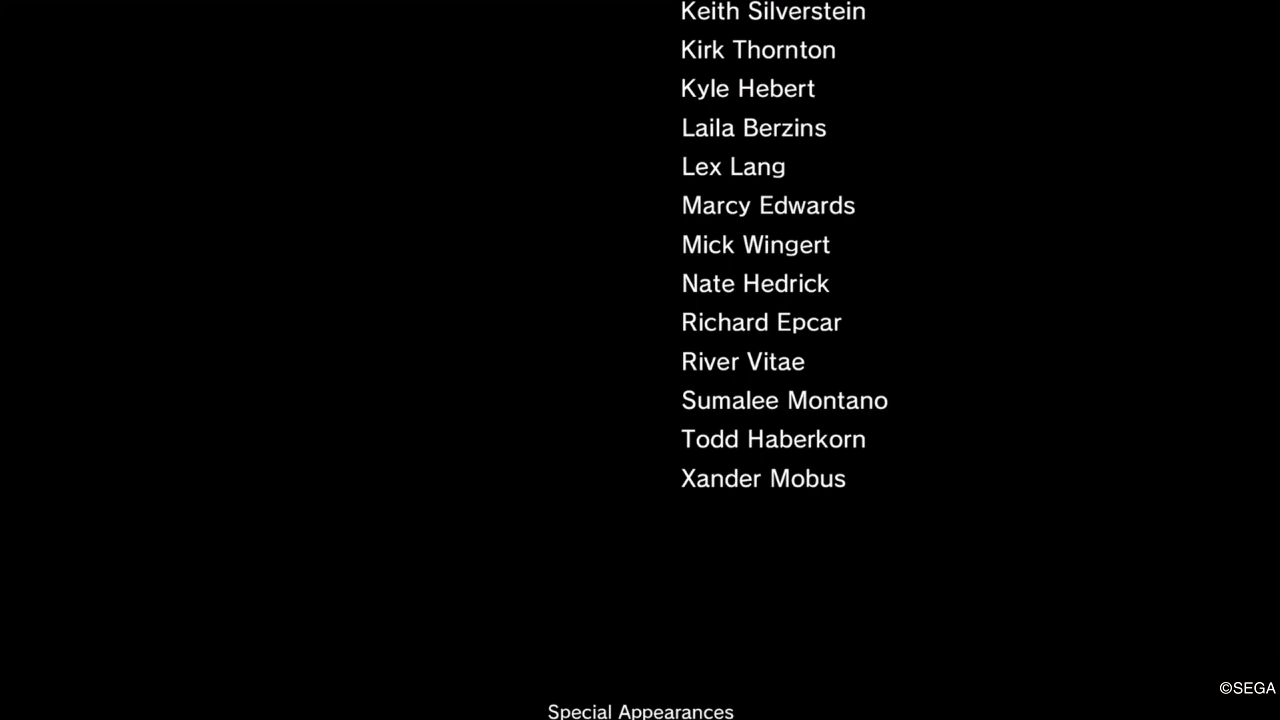 Keith Silverstein
Kirk Thornton
Kyle Hebert
Laila Berzins
Lex Lang
Marcy Edwards
Mick Wingert
Nate Hedrick
Richard Epcar
River Vitae
Sumalee Montano
Todd Haberkorn
Xander Mobus
©SEGA
Special Appearances